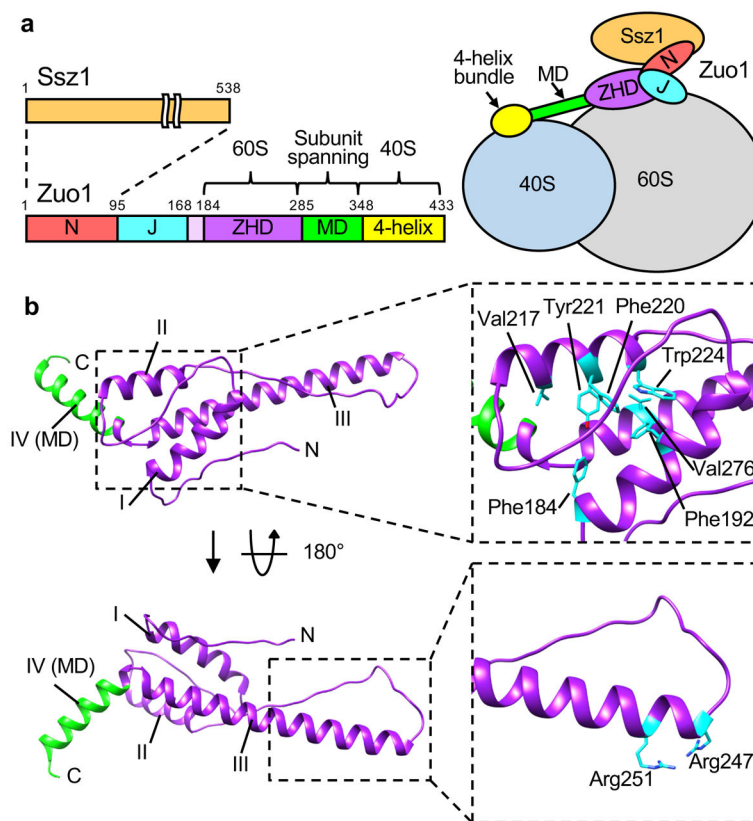 a
Ssz1
1 538
60S Subunit spanning 40S
Zuo1
1 95 168 184 285 348 433
N J ZHD MD 4-helix
4-helix bundle
MD
Ssz1
N
Zuo1
ZHD
J
40S
60S
b
II
C
III
IV (MD)
N
I
Tyr221 Phe220
Val217
Trp224
Val276
Phe184
Phe192
180°
I
N
IV (MD)
II
III
C
Arg247
Arg251